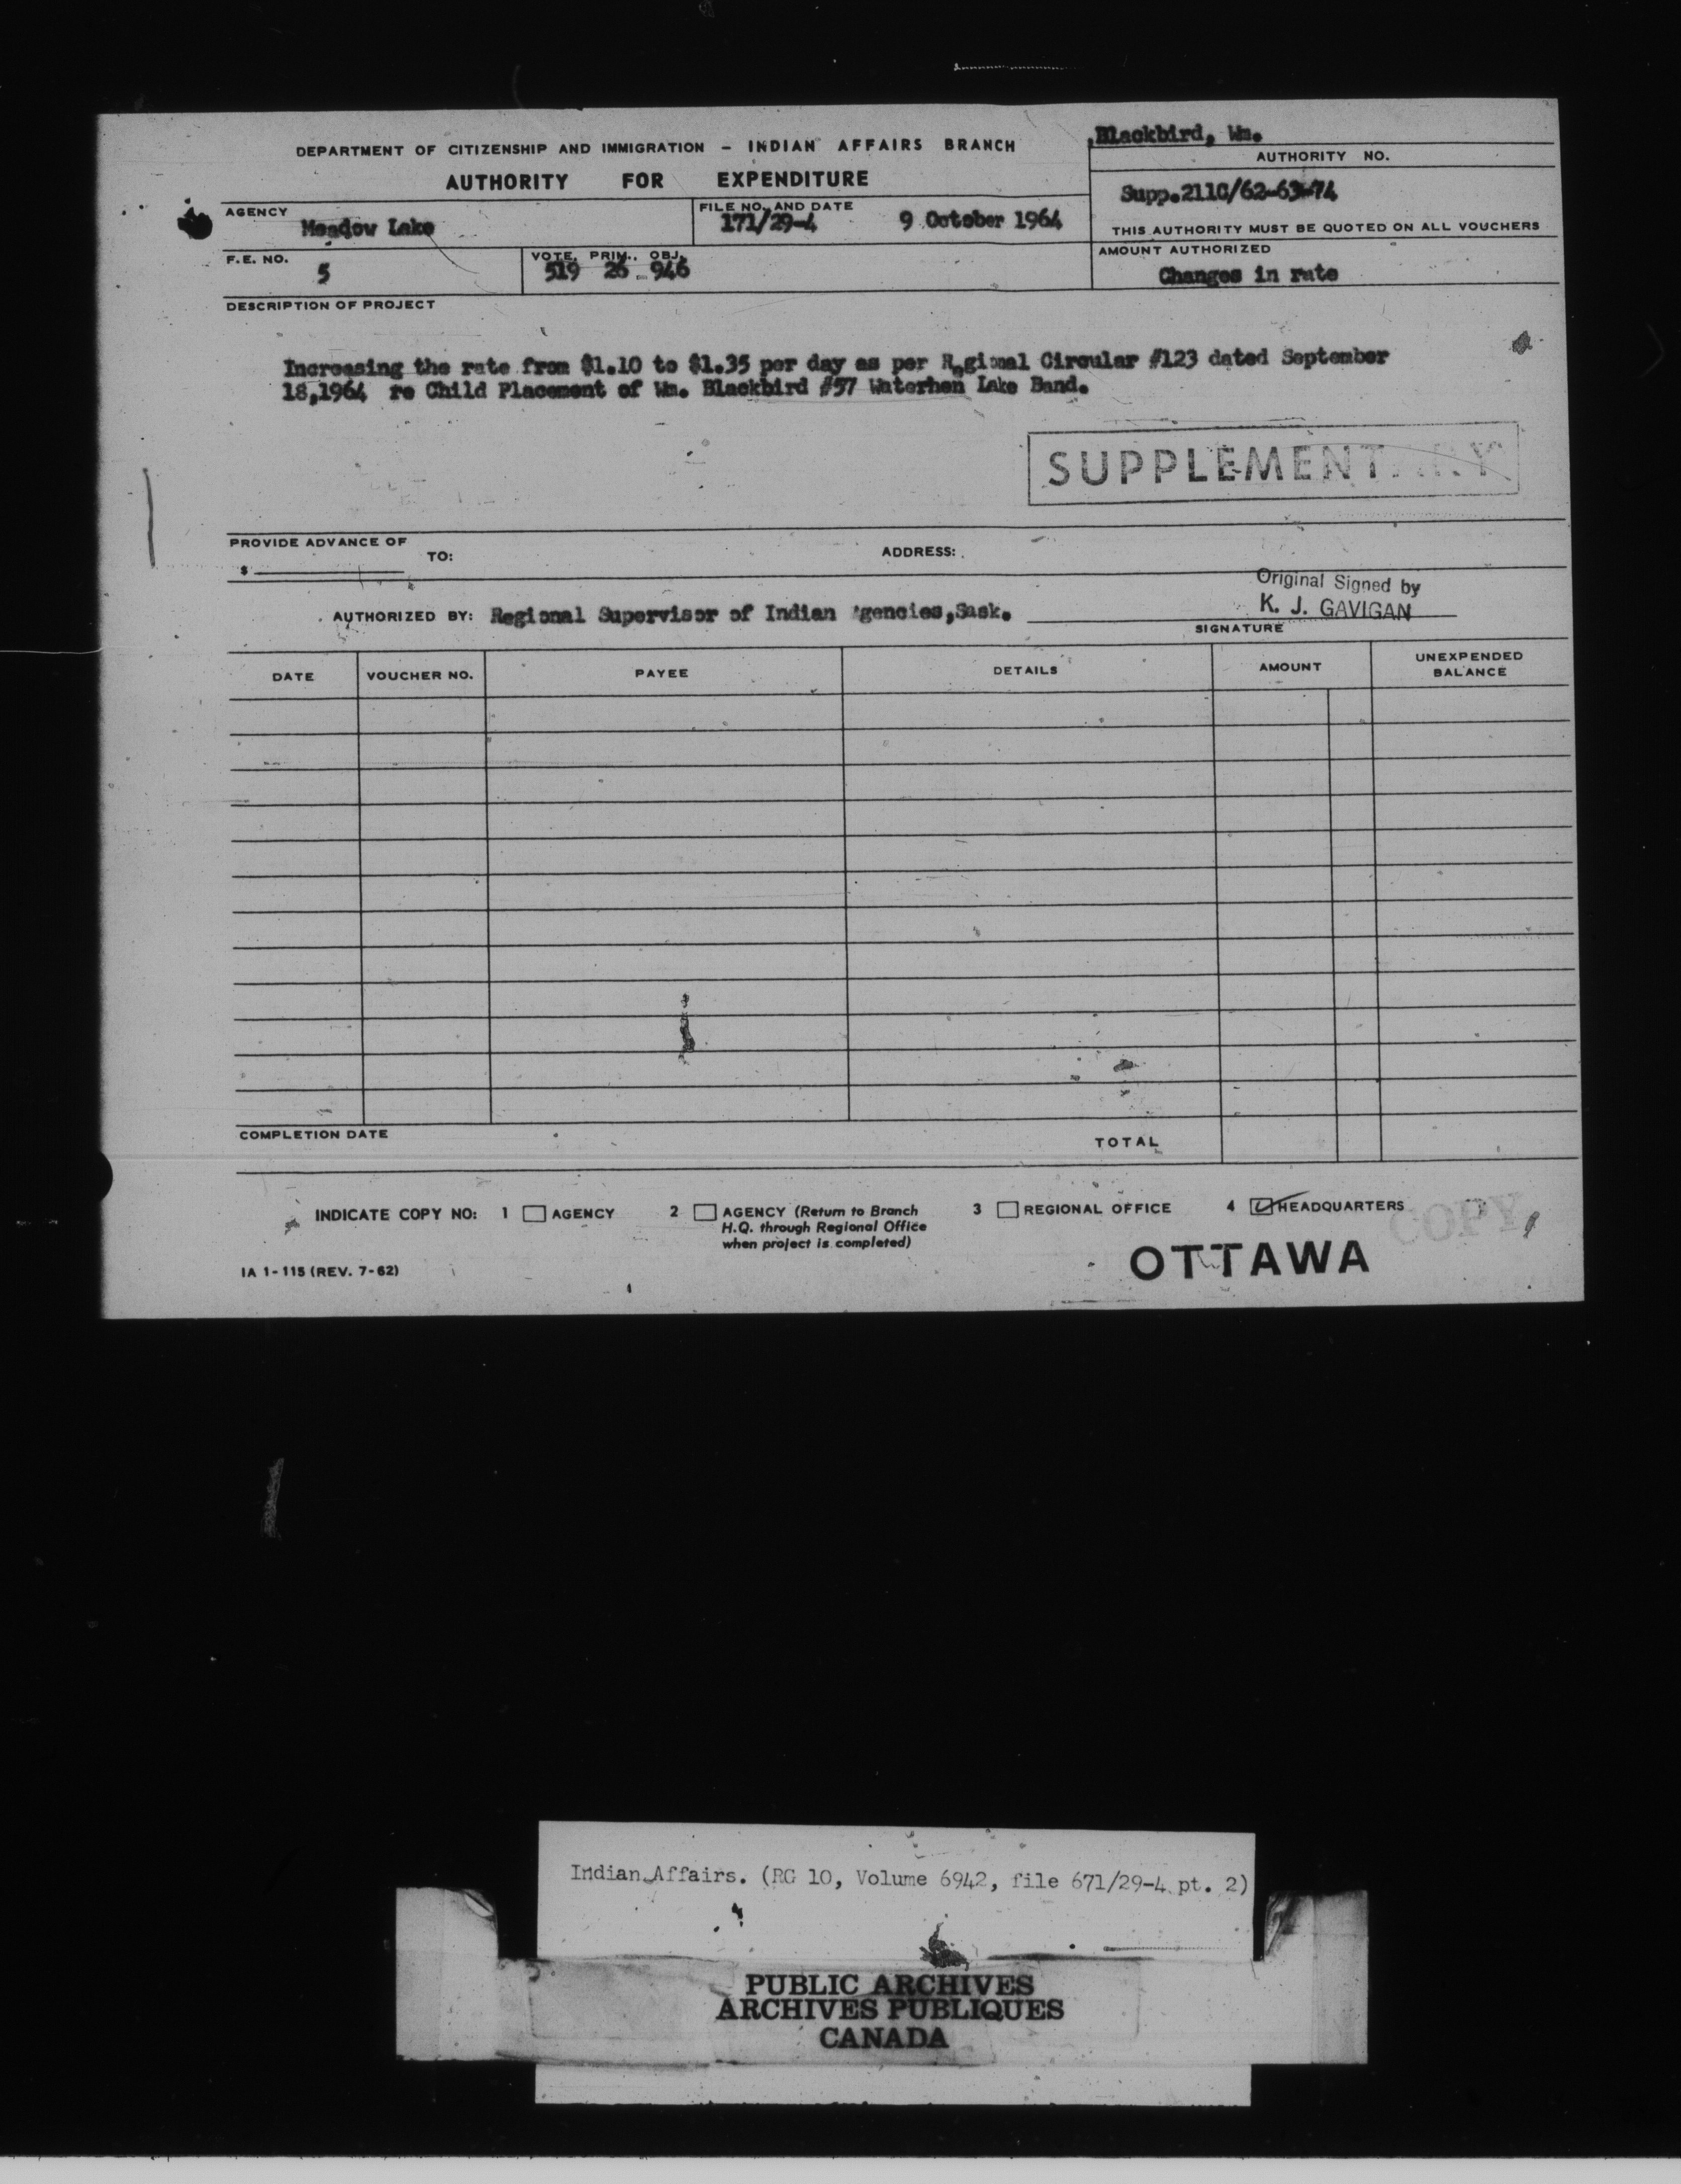 Blackbird, Wm.
DEPARTMENT OF CITIZENSHIP AND IMMIGRATION – INDIAN AFFAIRS BRANCH
AUTHORITY NO.
AUTHORITY FOR EXPENDITURE
Supp.211C/62-63-74
AGENCY
Meadow Lake
FILE NO. AND DATE
171/29-4 9 October 1964
THIS AUTHORITY MUST BE QUOTED ON ALL VOUCHERS
F.E. NO.
5
VOTE, PRIM., OBJ.
519 26 946
AMOUNT AUTHORIZED
Changes in rate
DESCRIPTION OF PROJECT
Increasing the rate from $1.10 to $1.35 per day as per Regional Circular #123 dated September
18,1964 re Child Placement of Wm. Blackbird #57 Waterhen Lake Band.
SUPPLEMENTARY
PROVIDE ADVANCE OF
$ TO: ADDRESS:
Original Signed by
K. J. GAVIGAN
AUTHORIZED BY: Regional Supervisor of Indian Agencies,Sask.
SIGNATURE
DATE VOUCHER NO. PAYEE DETAILS AMOUNT UNEXPENDED BALANCE
COMPLETION DATE
TOTAL
INDICATE COPY NO: 1 AGENCY 2 AGENCY (Return to Branch 3 REGIONAL OFFICE 4 HEADQUARTERS
H.Q. through Regional Office
when project is completed)
COPY
OTTAWA
IA 1-115 (REV. 7-62)
Indian Affairs. (RG 10, Volume 6942, file 671/29-4 pt. 2)
PUBLIC ARCHIVES
ARCHIVES PUBLIQUES
CANADA